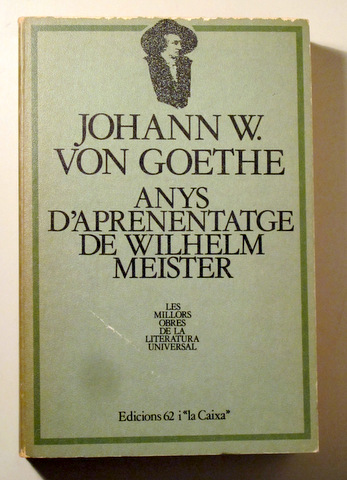 JOHANN W.
VON GOETHE
ANYS
D'APRENENTATGE
DE WILHELM
MEISTER
LES
MILLORS
OBRES
DE LA
LITERATURA
UNIVERSAL
Edicions 62 i "la Caixa"